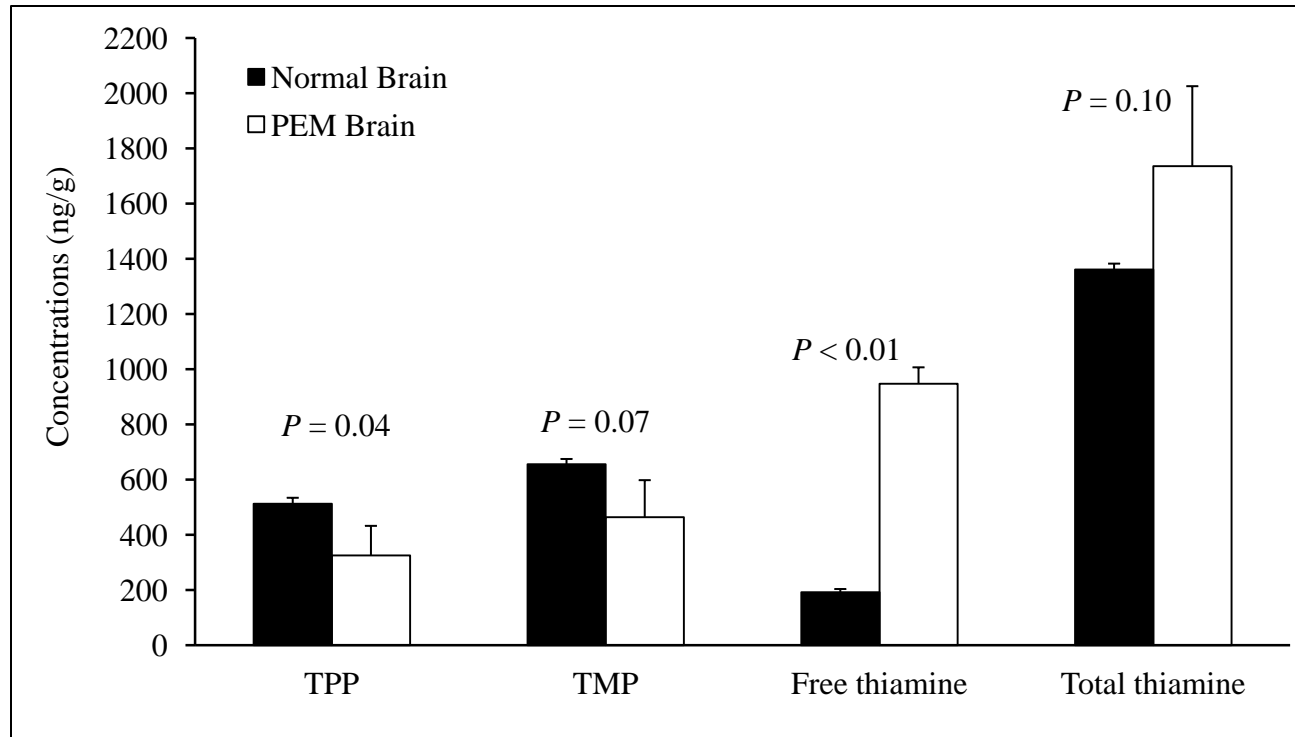 Concentrations (ng/g)
2200
2000
1800
1600
1400
1200
1000
800
600
400
200
0
Normal Brain
PEM Brain
P = 0.04
P = 0.07
P < 0.01
P = 0.10
TPP
TMP
Free thiamine
Total thiamine